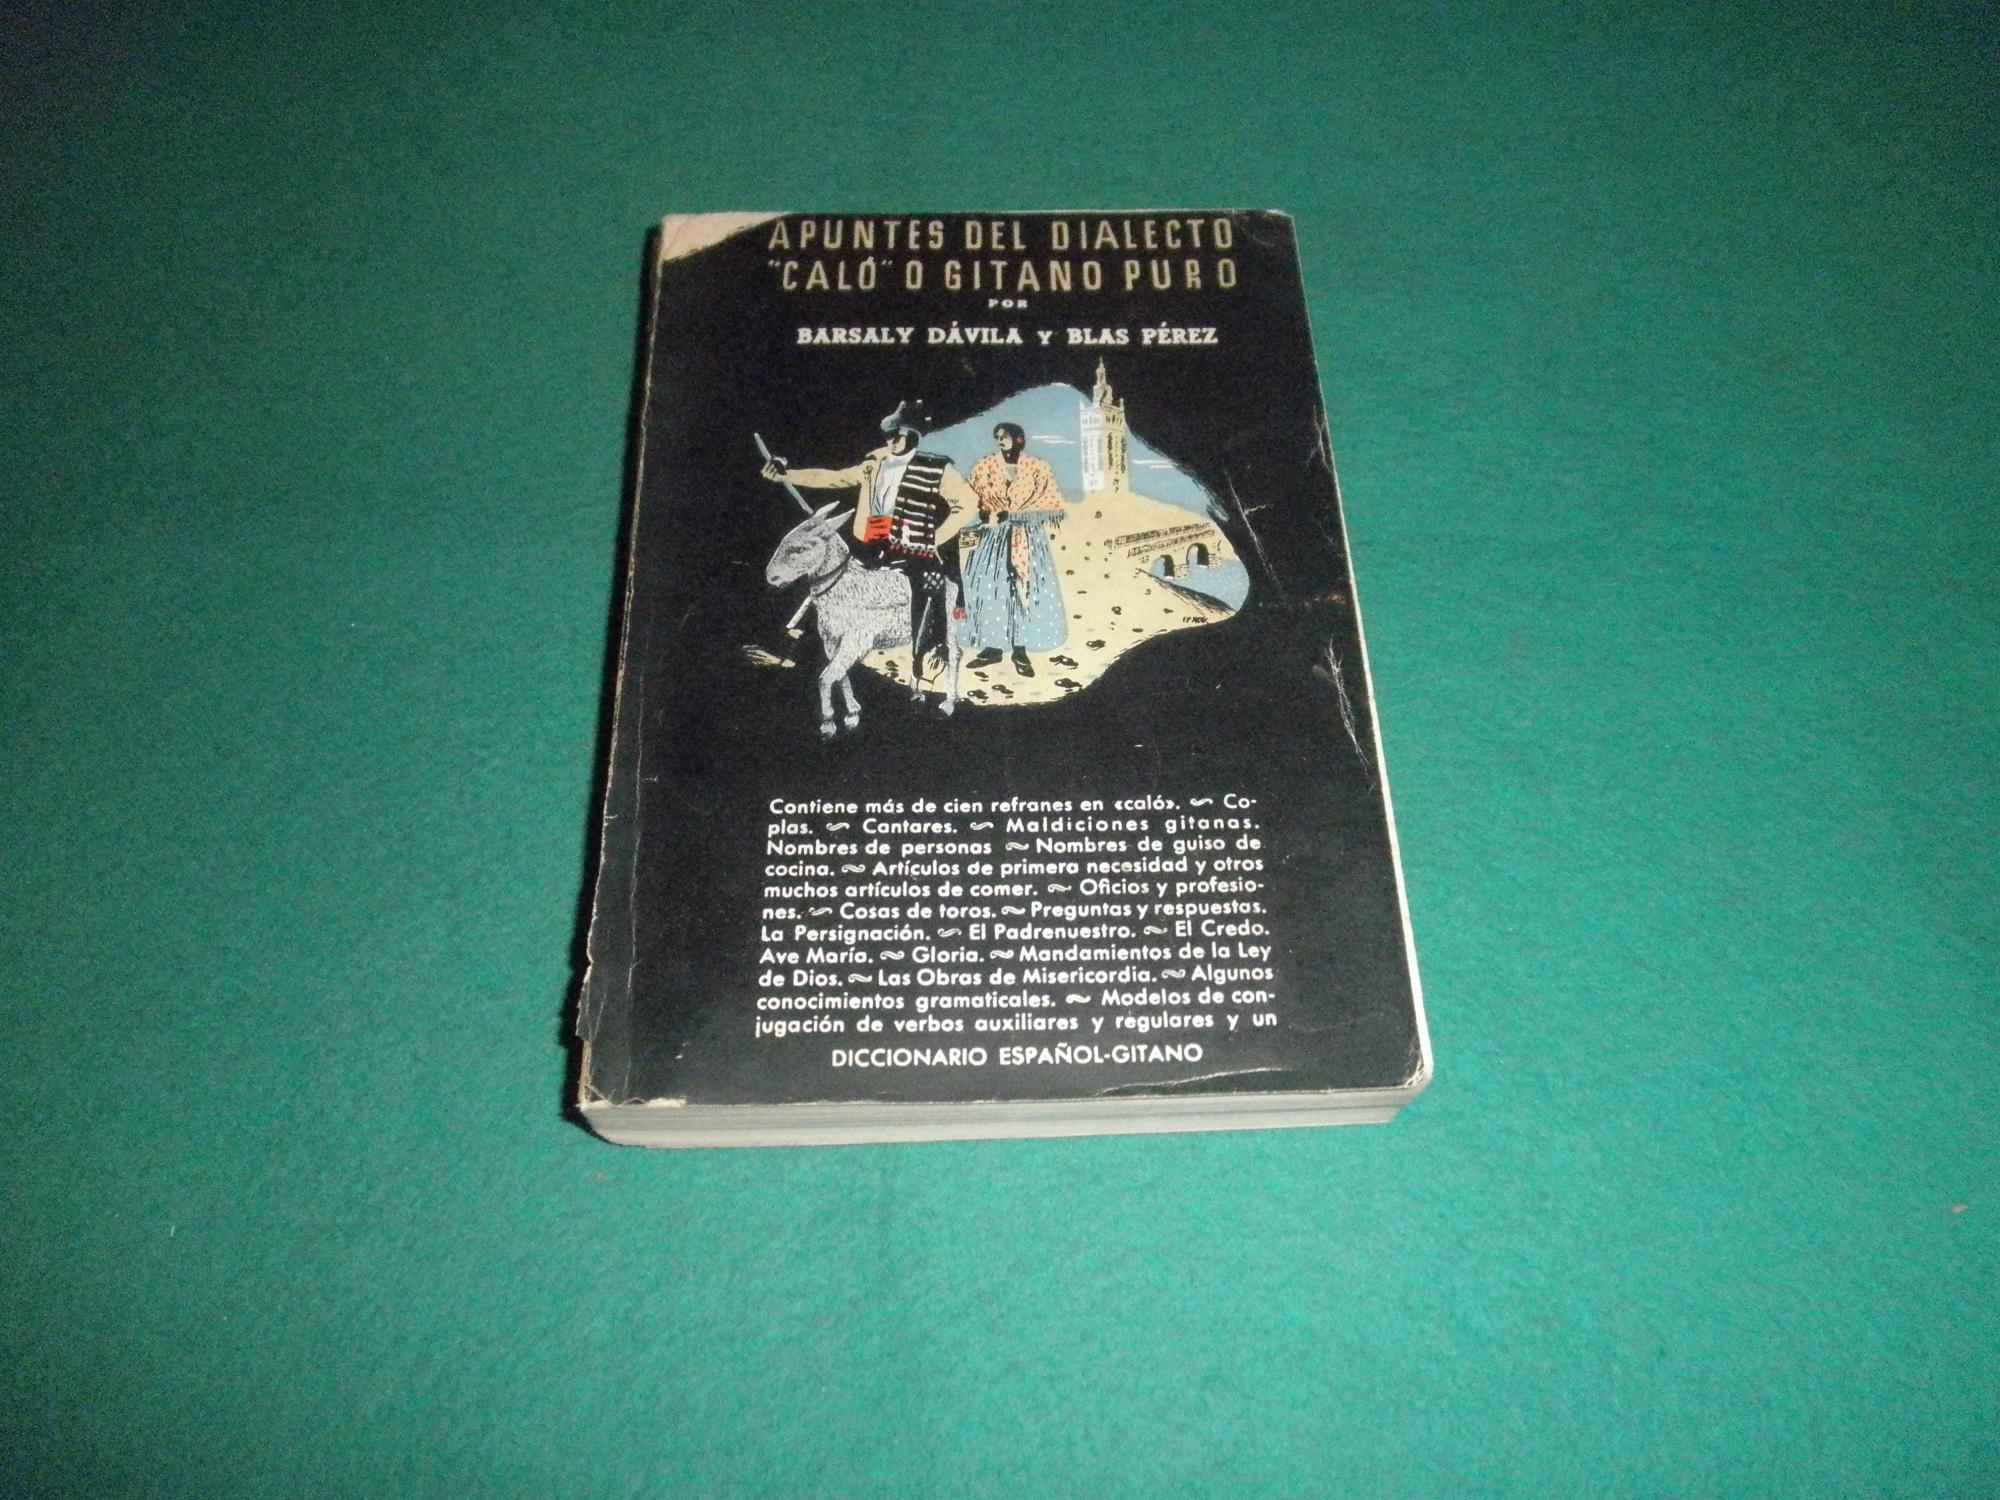 APUNTES DEL DIALECTO
"CALÓ" O GITANO PURO
POR
BARSALY DÁVILA Y BLAS PÉREZ
Contiene más de cien refranes en «caló». ~ Co-
plas. ~ Cantares. ~ Maldiciones gitanas.
Nombres de personas ~ Nombres de guiso de
cocina. ~ Artículos de primera necesidad y otros
muchos artículos de comer. ~ Oficios y profesio-
nes. ~ Cosas de toros. ~ Preguntas y respuestas.
La Persignación. ~ El Padrenuestro. ~ El Credo.
Ave María. ~ Gloria. ~ Mandamientos de la Ley
de Dios. ~ Las Obras de Misericordia. ~ Algunos
conocimientos gramaticales. ~ Modelos de con-
jugación de verbos auxiliares y regulares y un
DICCIONARIO ESPAÑOL-GITANO